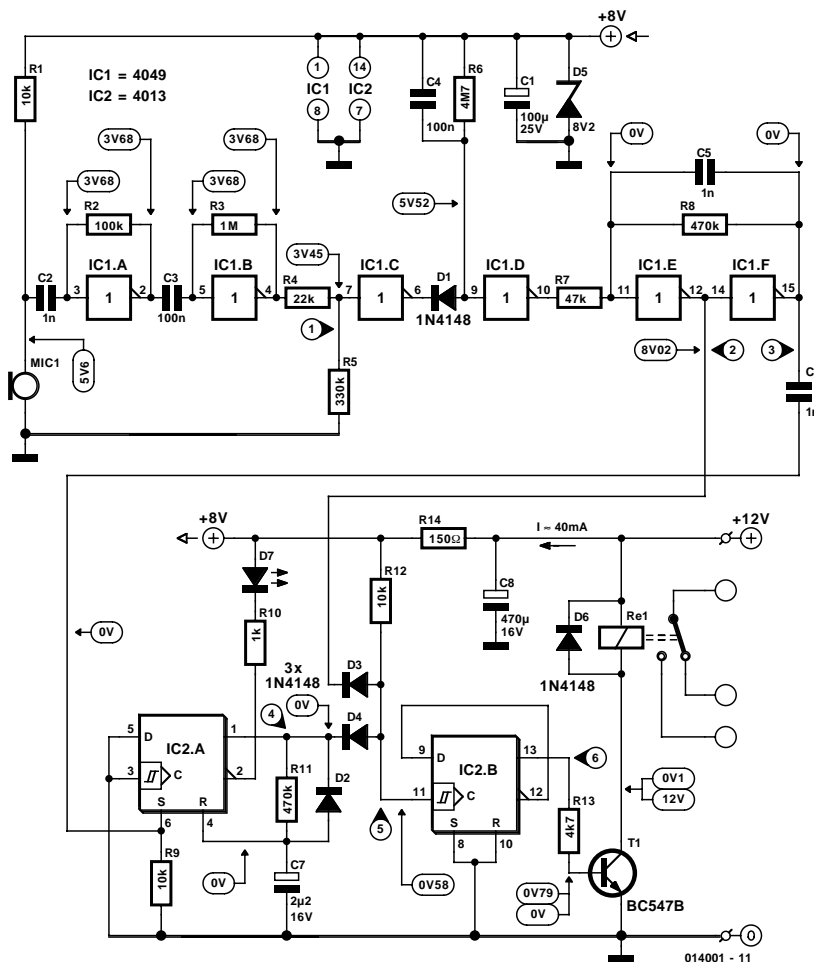 +8V
R1
10k
IC1 = 4049
IC2 = 4013
1
14
IC1
IC2
8
7
C4
100n
R6
4M7
C1
100µ
25V
D5
8V2
0V
0V
3V68
3V68
3V68
3V68
5V52
C5
1n
R2
100k
R3
1M
R8
470k
3V45
C2
1n
3
IC1.A
1
2
C3
100n
5
IC1.B
1
4
R4
22k
7
IC1.C
1
6
D1
1N4148
9
IC1.D
1
10
R7
47k
11
IC1.E
1
12
14
IC1.F
1
15
1
8V02
2
3
MIC1
5V6
R5
330k
C
1n
+8V
R14
150Ω
I ≈ 40mA
+12V
D7
R12
10k
C8
470µ
16V
D6
1N4148
Re1
0V
R10
1k
3x
1N4148
D3
4
0V
D4
5
D
IC2.A
1
3
C
2
S
R
6
4
R11
470k
D2
9
D
IC2.B
13
11
C
12
S
R
8
10
6
5
R13
4k7
0V1
12V
T1
BC547B
R9
10k
0V
C7
2µ2
16V
0V58
0V79
0V
0
014001 - 11